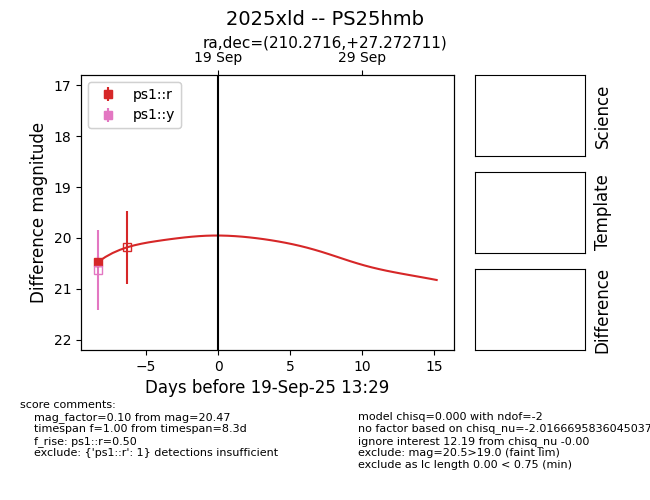 2025xld -- PS25hmb
ra,dec=(210.2716,+27.272711)
19 Sep
29 Sep
ps1::r
ps1::y
17
18
19
20
21
22
Difference magnitude
−5
0
5
10
15
Days before 19-Sep-25 13:29
Science
Template
Difference
score comments:
mag_factor=0.10 from mag=20.47
timespan f=1.00 from timespan=8.3d
f_rise: ps1::r=0.50
exclude: {'ps1::r': 1} detections insufficient
model chisq=0.000 with ndof=-2
no factor based on chisq_nu=-2.0166695836045037
ignore interest 12.19 from chisq_nu -0.00
exclude: mag=20.5>19.0 (faint lim)
exclude as lc length 0.00 < 0.75 (min)